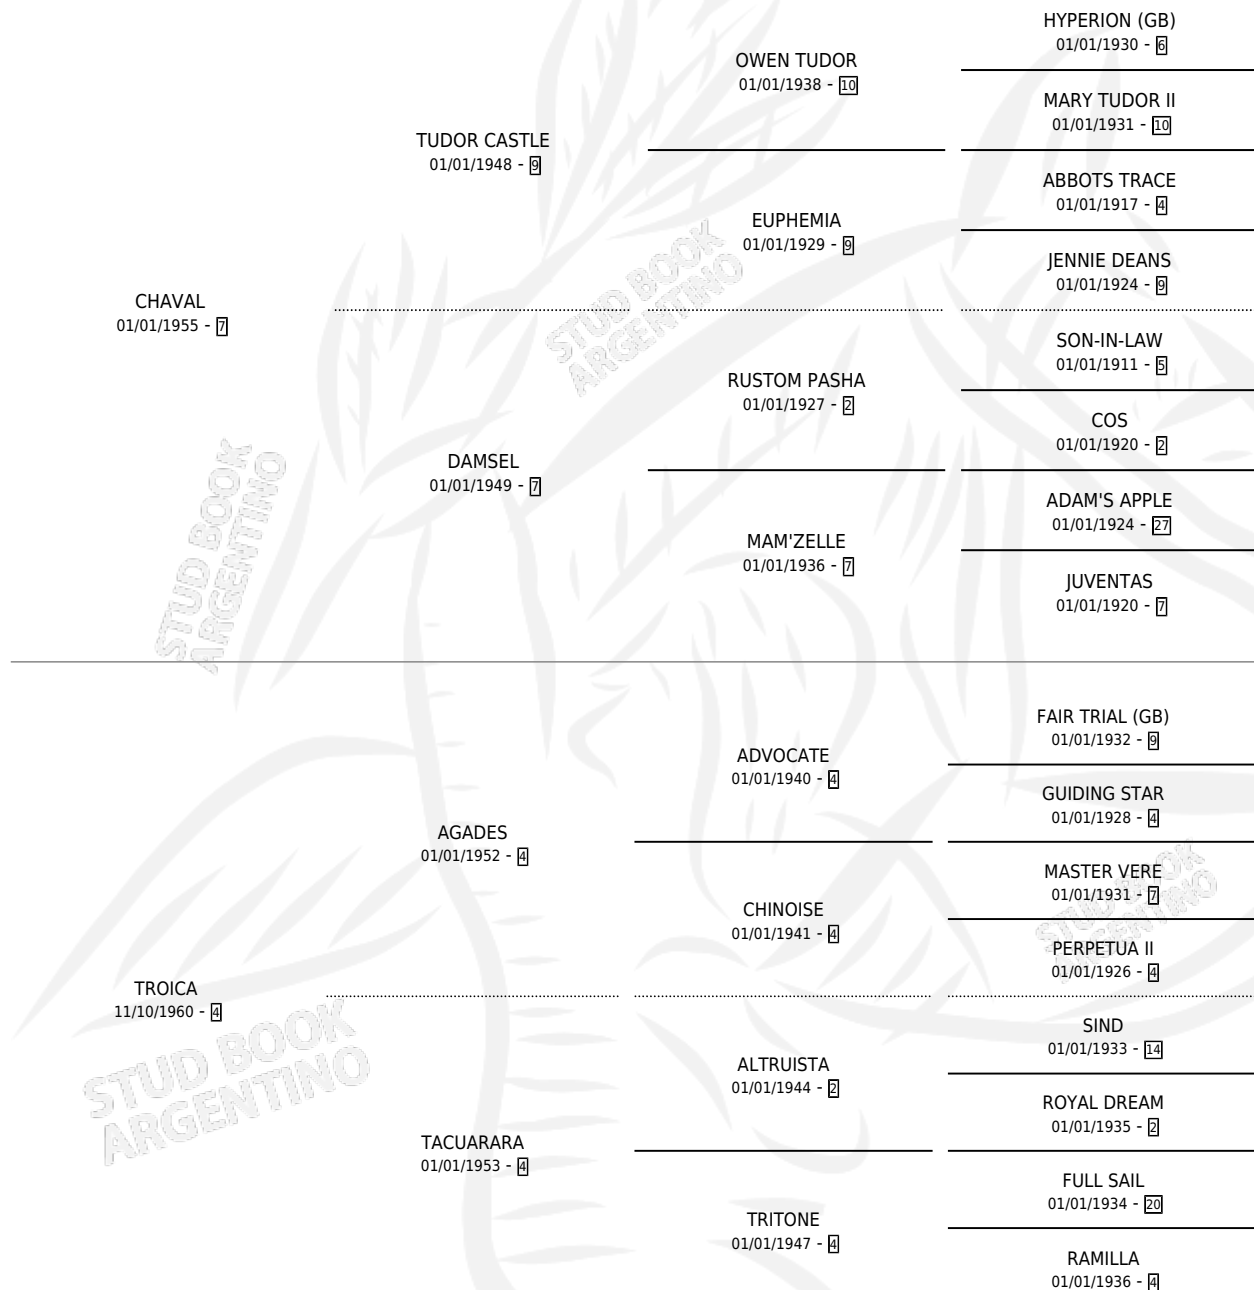 HYPERION (GB)
01/01/1930 - 6
OWEN TUDOR
01/01/1938 - 10
MARY TUDOR II
01/01/1931 - 10
TUDOR CASTLE
01/01/1948 - 9
ABBOTS TRACE
01/01/1917 - 4
EUPHEMIA
01/01/1929 - 9
JENNIE DEANS
01/01/1924 - 9
CHAVAL
01/01/1955 - 7
SON-IN-LAW
01/01/1911 - 5
RUSTOM PASHA
01/01/1927 - 2
COS
01/01/1920 - 2
DAMSEL
01/01/1949 - 7
ADAM'S APPLE
01/01/1924 - 27
MAM'ZELLE
01/01/1936 - 7
JUVENTAS
01/01/1920 - 7
FAIR TRIAL (GB)
01/01/1932 - 9
ADVOCATE
01/01/1940 - 4
GUIDING STAR
01/01/1928 - 4
AGADES
01/01/1952 - 4
MASTER VERE
01/01/1931 - 7
CHINOISE
01/01/1941 - 4
PERPETUA II
01/01/1926 - 4
TROICA
11/10/1960 - 4
SIND
01/01/1933 - 14
ALTRUISTA
01/01/1944 - 2
ROYAL DREAM
01/01/1935 - 2
TACUARARA
01/01/1953 - 4
FULL SAIL
01/01/1934 - 20
TRITONE
01/01/1947 - 4
RAMILLA
01/01/1936 - 4
STUD BOOK
ARGENTINO
STUD BOOK
ARGENTINO
STUD BOOK
ARGENTINO
STUD BOOK
ARGENTINO